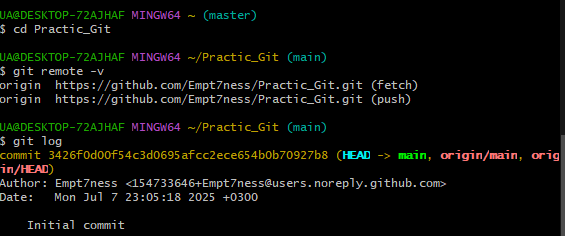 UA@DESKTOP-72AJHAF MINGW64 ~ (master)
$ cd Practic_Git
UA@DESKTOP-72AJHAF MINGW64 ~/Practic_Git (main)
$ git remote -v
origin  https://github.com/Empt7ness/Practic_Git.git (fetch)
origin  https://github.com/Empt7ness/Practic_Git.git (push)
UA@DESKTOP-72AJHAF MINGW64 ~/Practic_Git (main)
$ git log
commit 3426f0d00f54c3d0695afcc2ece654b0b70927b8 (HEAD -> main, origin/main, orig
in/HEAD)
Author: Empt7ness <154733646+Empt7ness@users.noreply.github.com>
Date:   Mon Jul 7 23:05:18 2025 +0300
    Initial commit